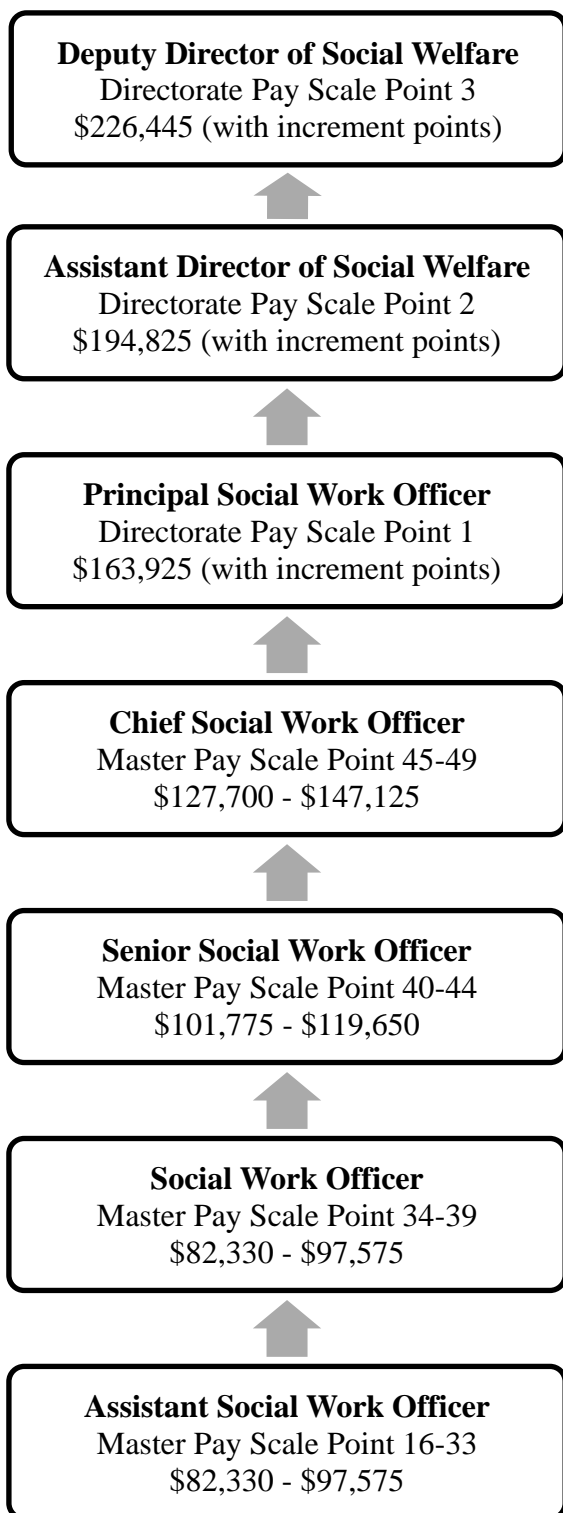 Deputy Director of Social Welfare
Directorate Pay Scale Point 3
$226,445 (with increment points)
Assistant Director of Social Welfare
Directorate Pay Scale Point 2
$194,825 (with increment points)
Principal Social Work Officer
Directorate Pay Scale Point 1
$163,925 (with increment points)
Chief Social Work Officer
Master Pay Scale Point 45-49
$127,700 - $147,125
Senior Social Work Officer
Master Pay Scale Point 40-44
$101,775 - $119,650
Social Work Officer
Master Pay Scale Point 34-39
$82,330 - $97,575
Assistant Social Work Officer
Master Pay Scale Point 16-33
$82,330 - $97,575